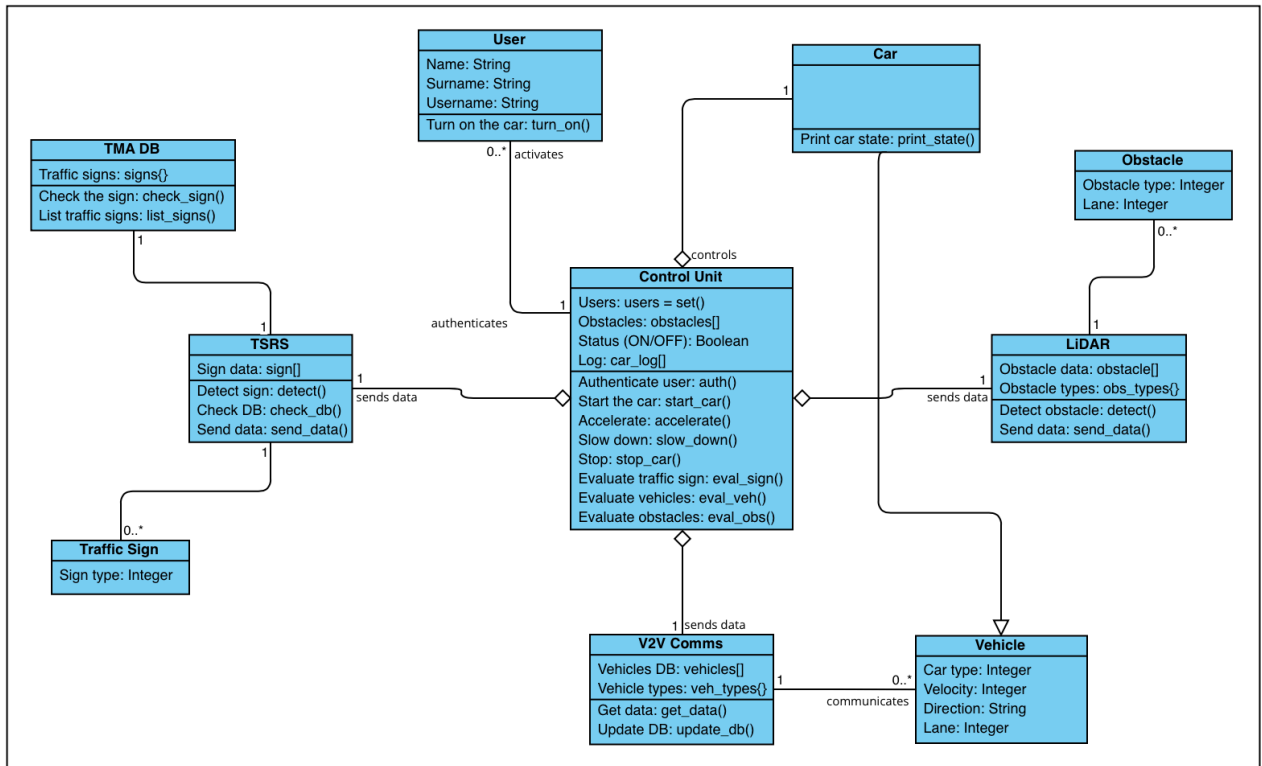 User
Name: String
Surname: String
Username: String
Turn on the car: turn_on()
0..*
activates
Car
Print car state: print_state()
1
TMA DB
Traffic signs: signs{}
Check the sign: check_sign()
List traffic signs: list_signs()
1
Obstacle
Obstacle type: Integer
Lane: Integer
0..*
controls
Control Unit
Users: users = set()
Obstacles: obstacles[]
Status (ON/OFF): Boolean
Log: car_log[]
Authenticate user: auth()
Start the car: start_car()
Accelerate: accelerate()
Slow down: slow_down()
Stop: stop_car()
Evaluate traffic sign: eval_sign()
Evaluate vehicles: eval_veh()
Evaluate obstacles: eval_obs()
1
authenticates
1
TSRS
Sign data: sign[]
Detect sign: detect()
Check DB: check_db()
Send data: send_data()
1
sends data
1
1
LiDAR
Obstacle data: obstacle[]
Obstacle types: obs_types{}
Detect obstacle: detect()
Send data: send_data()
1
sends data
0..*
Traffic Sign
Sign type: Integer
1
sends data
V2V Comms
Vehicles DB: vehicles[]
Vehicle types: veh_types{}
Get data: get_data()
Update DB: update_db()
1
0..*
communicates
Vehicle
Car type: Integer
Velocity: Integer
Direction: String
Lane: Integer